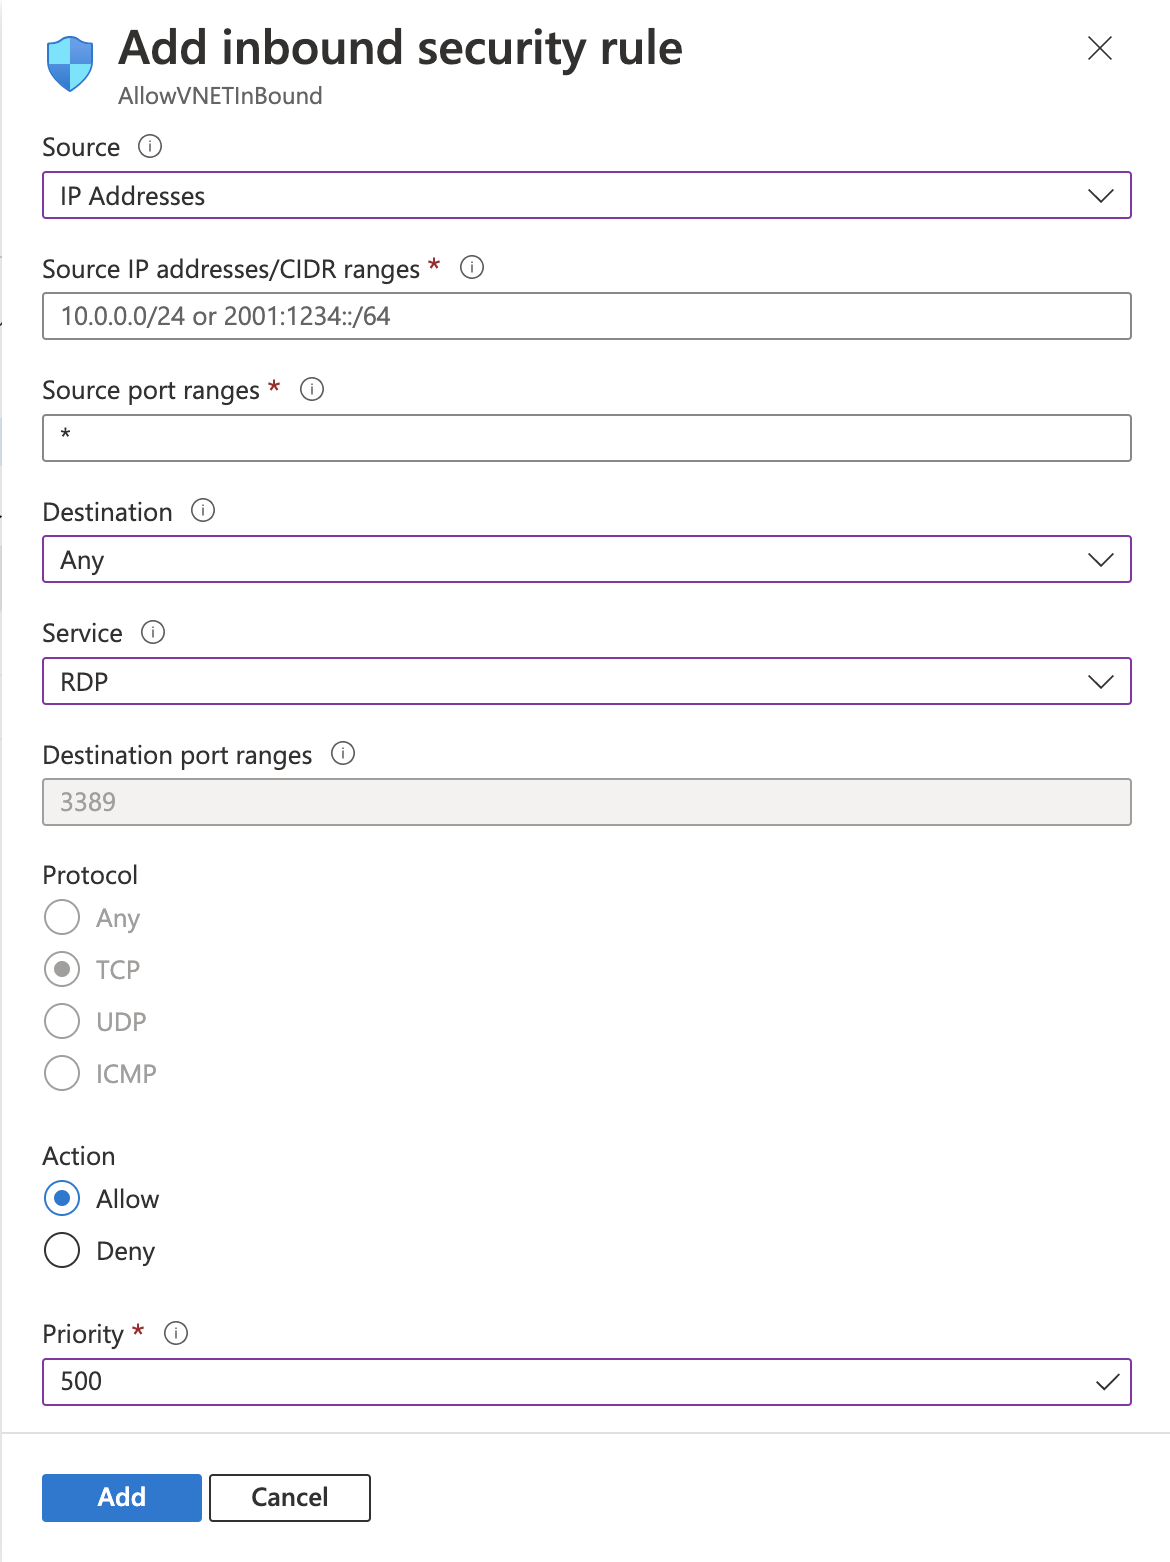 Add inbound security rule
AllowVNETInBound
Source
IP Addresses
Source IP addresses/CIDR ranges *
10.0.0.0/24 or 2001:1234::/64
Source port ranges *
*
Destination
Any
Service
RDP
Destination port ranges
3389
Protocol
Any
TCP
UDP
ICMP
Action
Allow
Deny
Priority *
500
Add Cancel